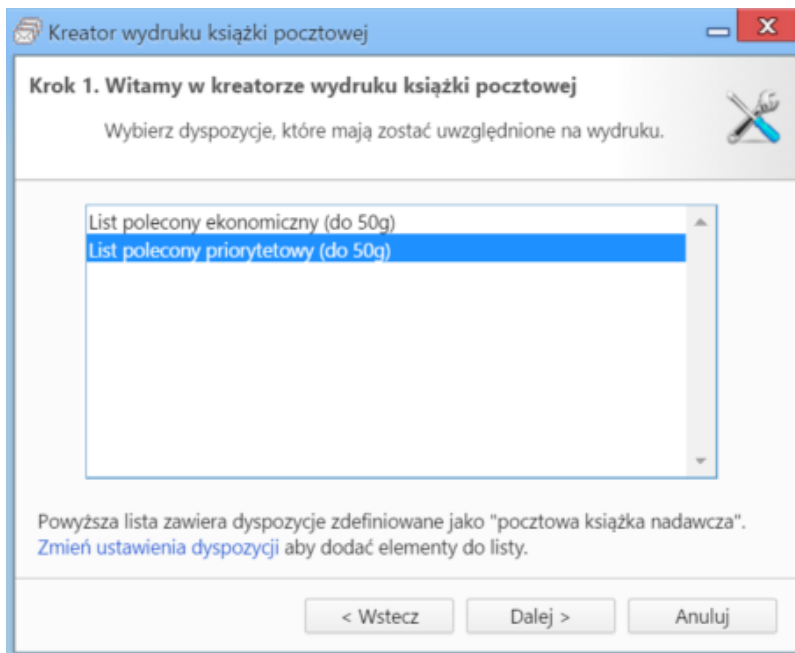 Kreator wydruku książki pocztowej
Krok 1. Witamy w kreatorze wydruku książki pocztowej
Wybierz dyspozycje, które mają zostać uwzględnione na wydruku.
List polecony ekonomiczny (do 50g)
List polecony priorytetowy (do 50g)
Powyższa lista zawiera dyspozycje zdefiniowane jako "pocztowa książka nadawcza".
Zmień ustawienia dyspozycji aby dodać elementy do listy.
< Wstecz Dalej > Anuluj